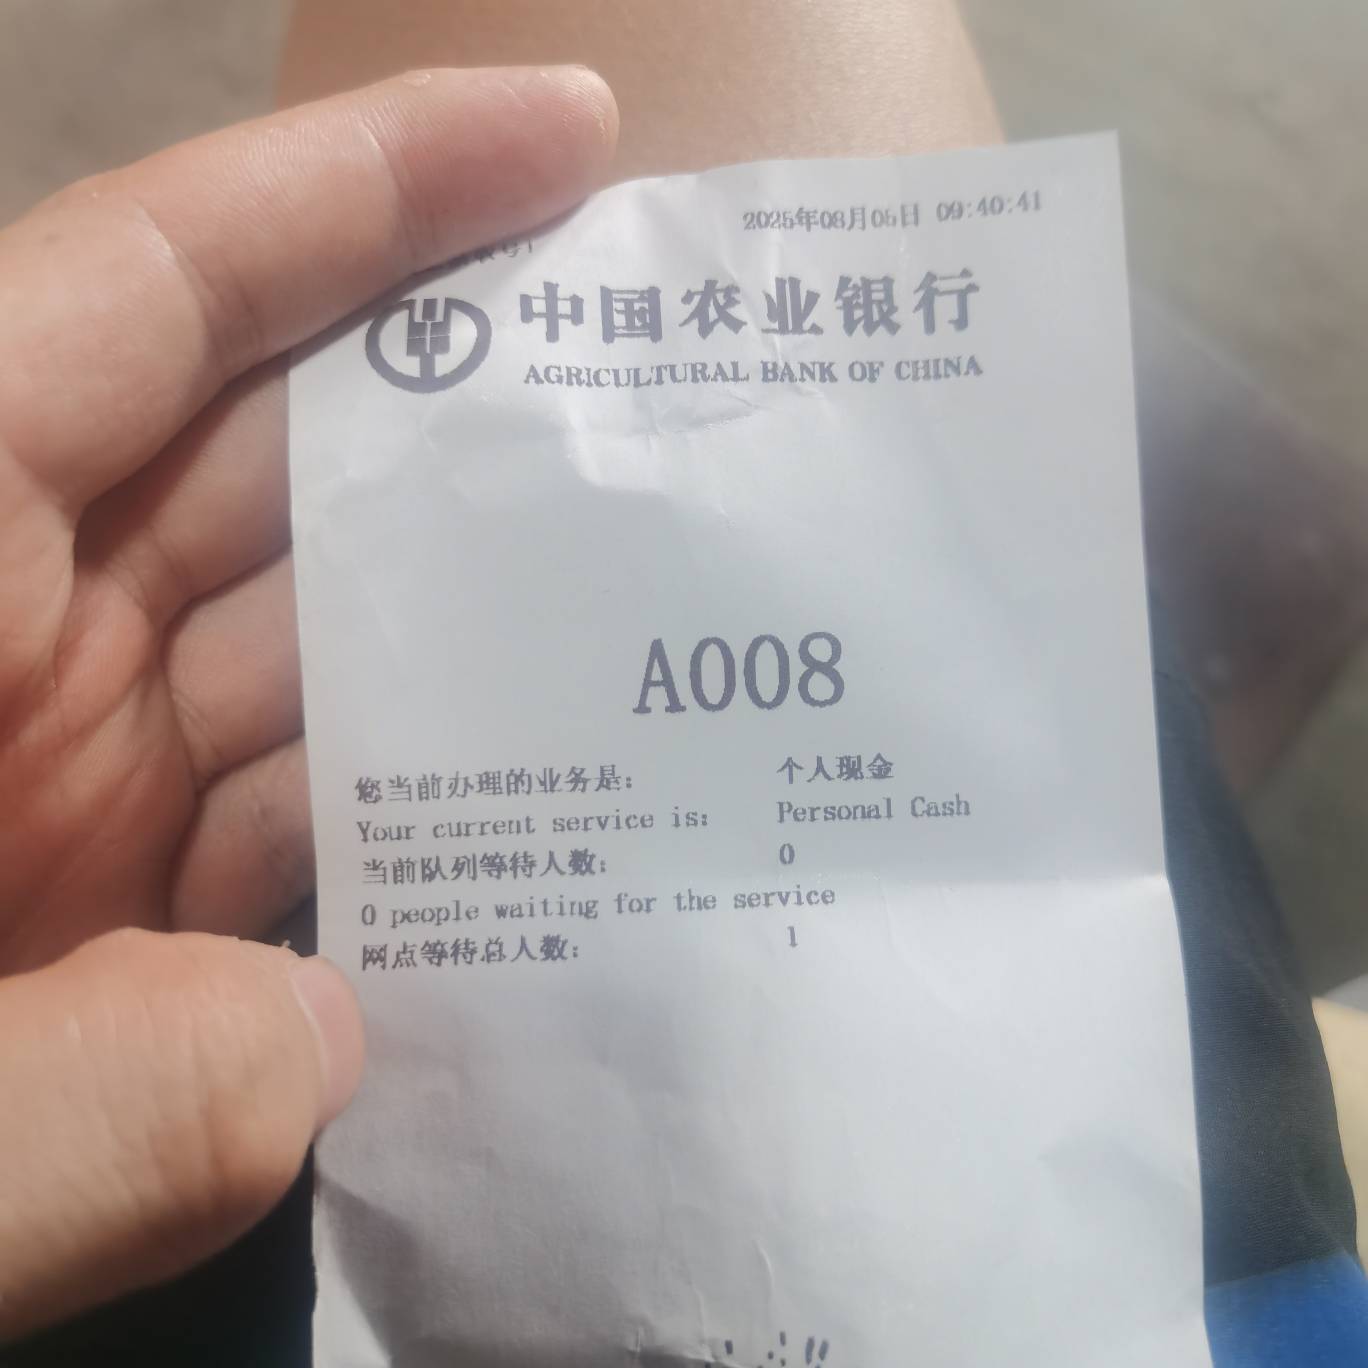 2025年08月05日 09:40:41
中国农业银行
AGRICULTURAL BANK OF CHINA
A008
您当前办理的业务是: 个人现金
Your current service is: Personal Cash
当前队列等待人数: 0
0 people waiting for the service
网点等待总人数: 1